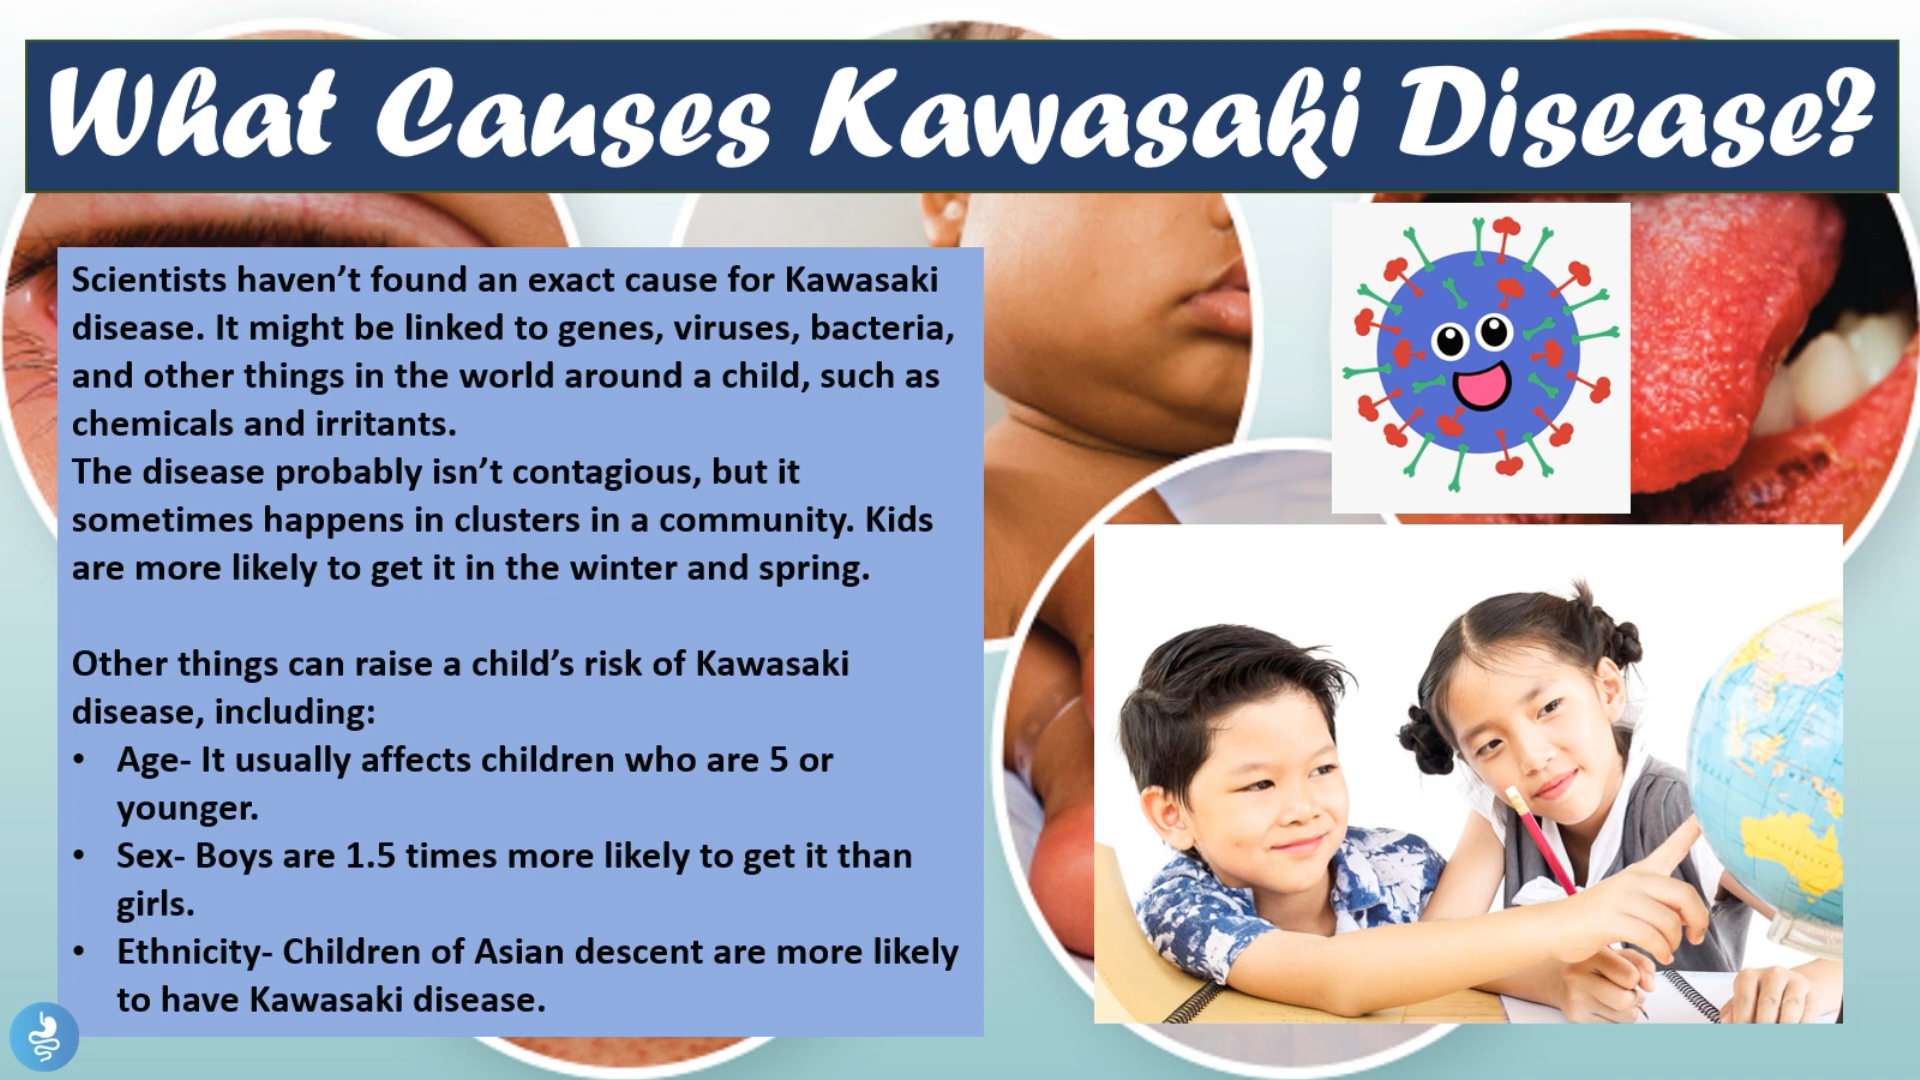 What Causes Kawasaki Disease?
Scientists haven’t found an exact cause for Kawasaki
disease. It might be linked to genes, viruses, bacteria,
and other things in the world around a child, such as
chemicals and irritants.
The disease probably isn’t contagious, but it
sometimes happens in clusters in a community. Kids
are more likely to get it in the winter and spring.
Other things can raise a child’s risk of Kawasaki
disease, including:
• Age- It usually affects children who are 5 or
younger.
• Sex- Boys are 1.5 times more likely to get it than
girls.
• Ethnicity- Children of Asian descent are more likely
to have Kawasaki disease.
AUSTRALIA